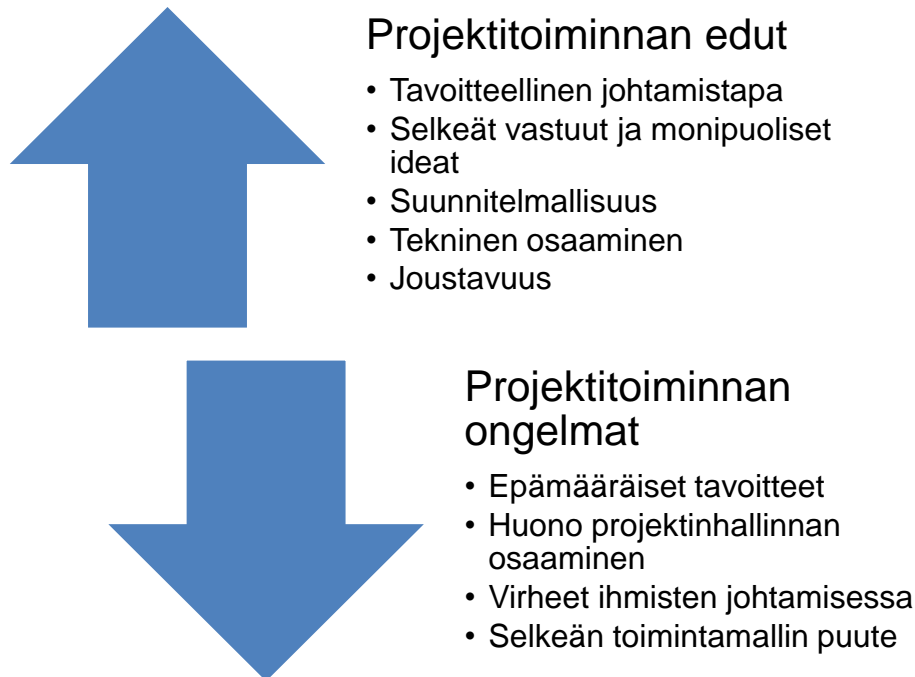 Projektitoiminnan edut
• Tavoitteellinen johtamistapa
• Selkeät vastuut ja monipuoliset
ideat
• Suunnitelmallisuus
• Tekninen osaaminen
• Joustavuus
Projektitoiminnan
ongelmat
• Epämääräiset tavoitteet
• Huono projektinhallinnan
osaaminen
• Virheet ihmisten johtamisessa
• Selkeän toimintamallin puute